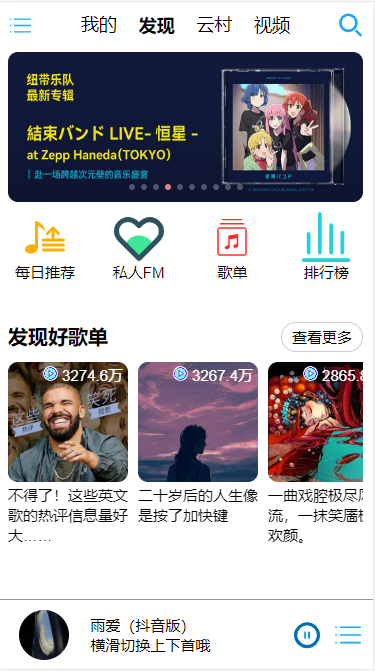 我的 发现 云村 视频
纽带乐队
最新专辑
結束バンド LIVE- 恒星 -
at Zepp Haneda(TOKYO)
赴一场跨越次元壁的音乐盛宴
每日推荐 私人FM 歌单 排行榜
发现好歌单 查看更多
3274.6万 3267.4万 2865.8
笑死
热评
不得了！这些英文
歌的热评信息量好
大……
二十岁后的人生像
是按了加快键
一曲戏腔极尽风
流，一抹笑靥梳
欢颜。
雨爱（抖音版）
横滑切换上下首哦